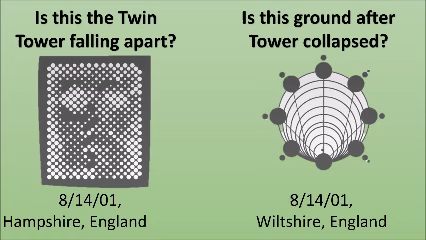 Is this the Twin
Tower falling apart?
8/14/01,
Hampshire, England
Is this ground after
Tower collapsed?
8/14/01,
Wiltshire, England